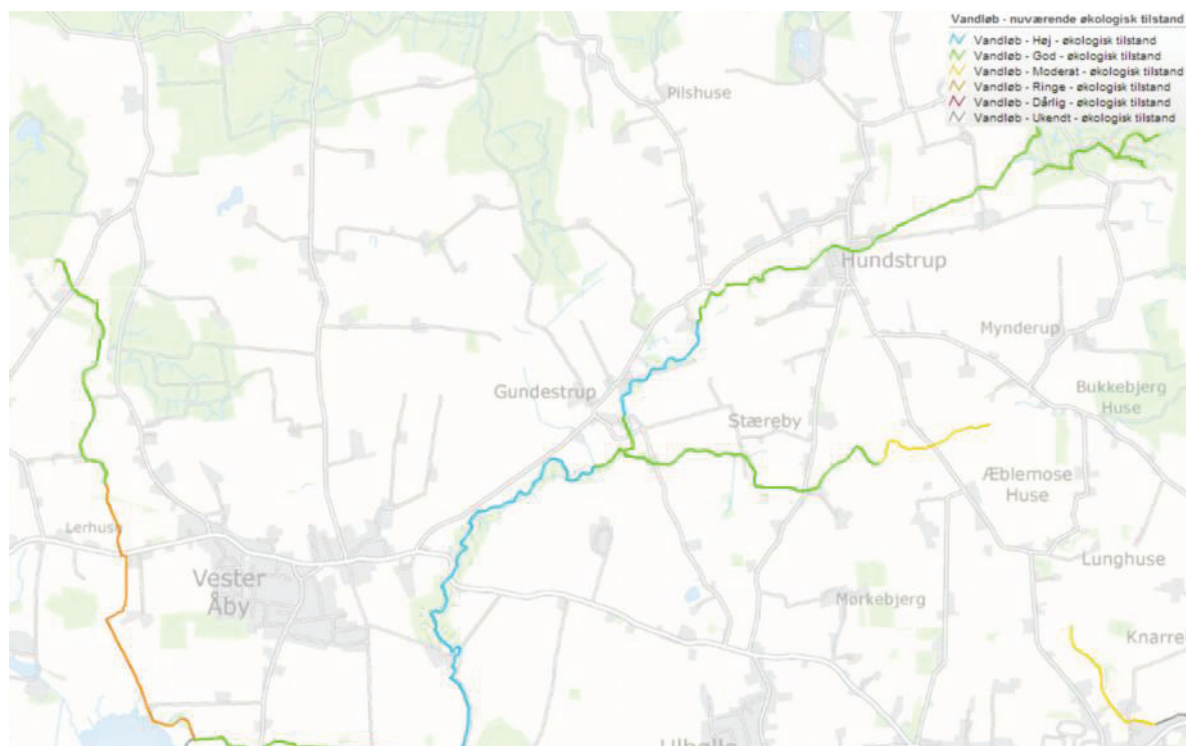 Vandløb - nuværende økologisk tilstand
Vandløb - Høj - økologisk tilstand
Vandløb - God - økologisk tilstand
Vandløb - Moderat - økologisk tilstand
Vandløb - Ringe - økologisk tilstand
Vandløb - Dårlig - økologisk tilstand
Vandløb - Ukendt - økologisk tilstand
Pilshuse
Hundstrup
Mynderup
Gundestrup
Bukkebjerg
Huse
Stæreby
Æblemose
Huse
Lerhuse
Lunghuse
Vester
Åby
Mørkebjerg
Knarre